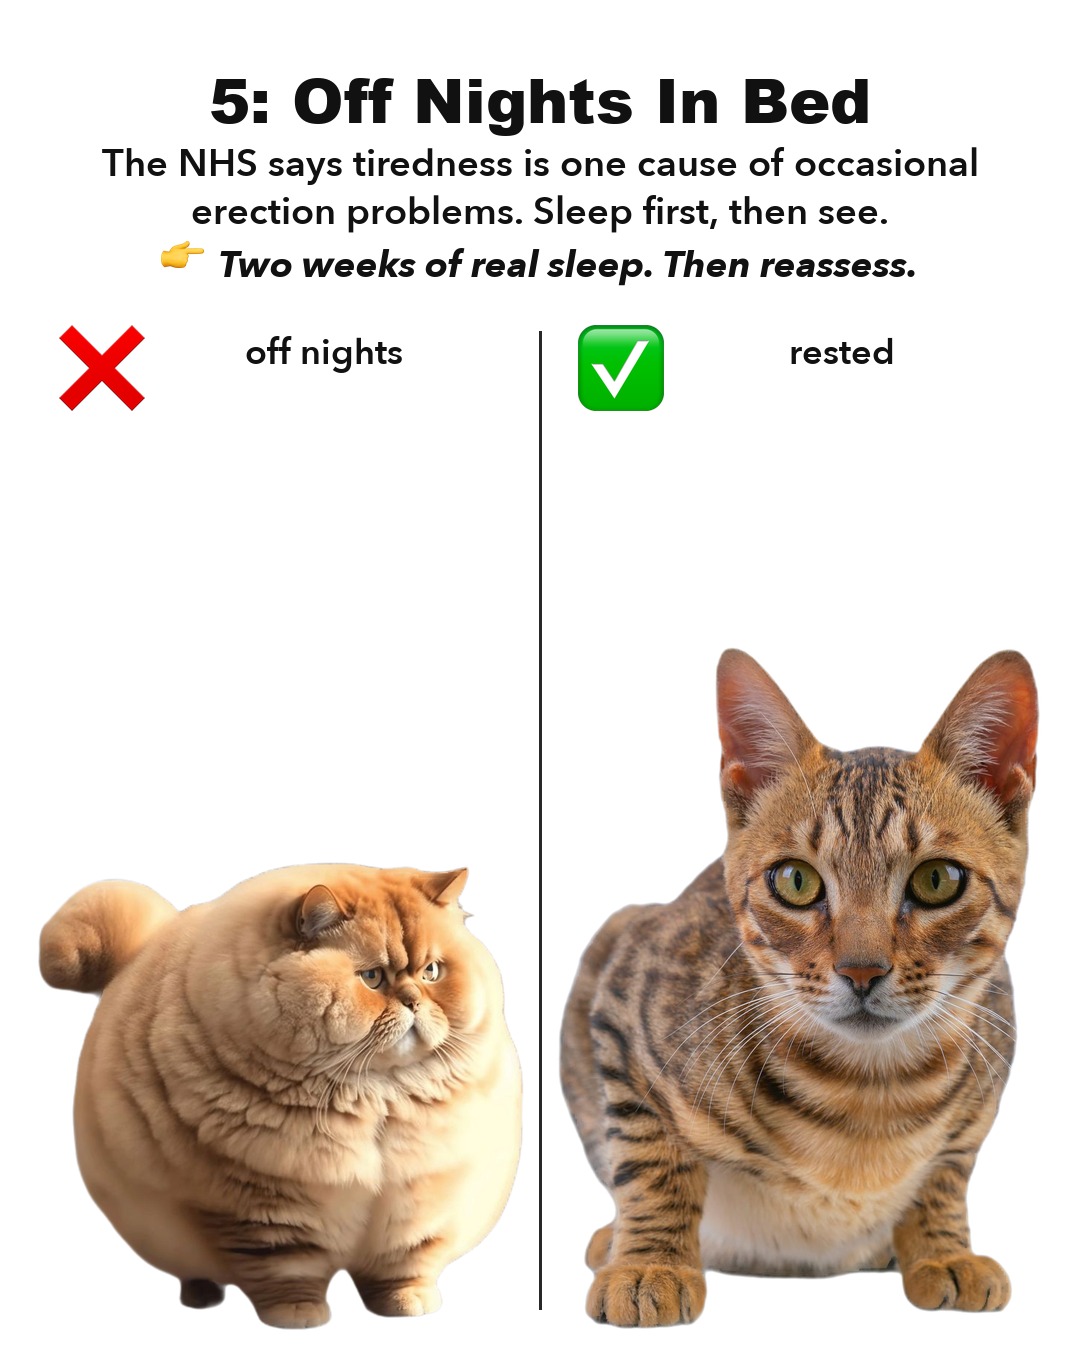 5: Off Nights In Bed
The NHS says tiredness is one cause of occasional
erection problems. Sleep first, then see.
👉 Two weeks of real sleep. Then reassess.
❌ off nights
✅ rested